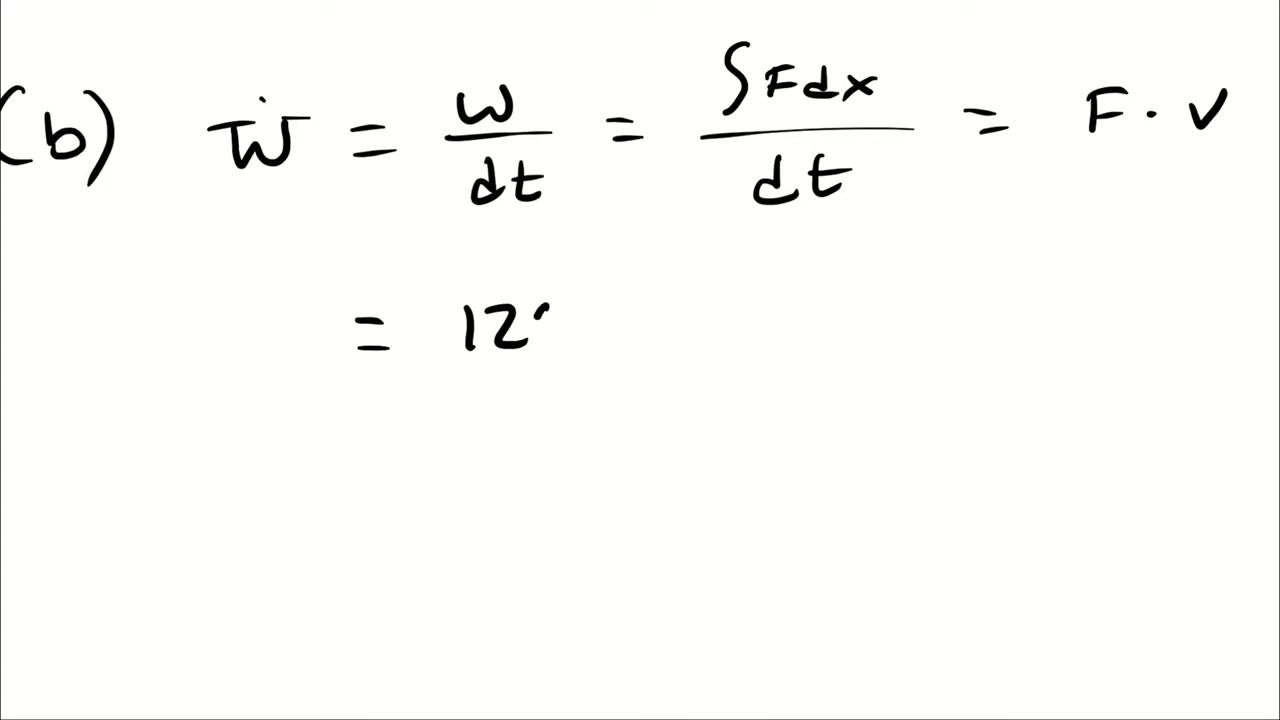 (b) Ẇ = W/dt = ∫Fdx/dt = F · V
= 12